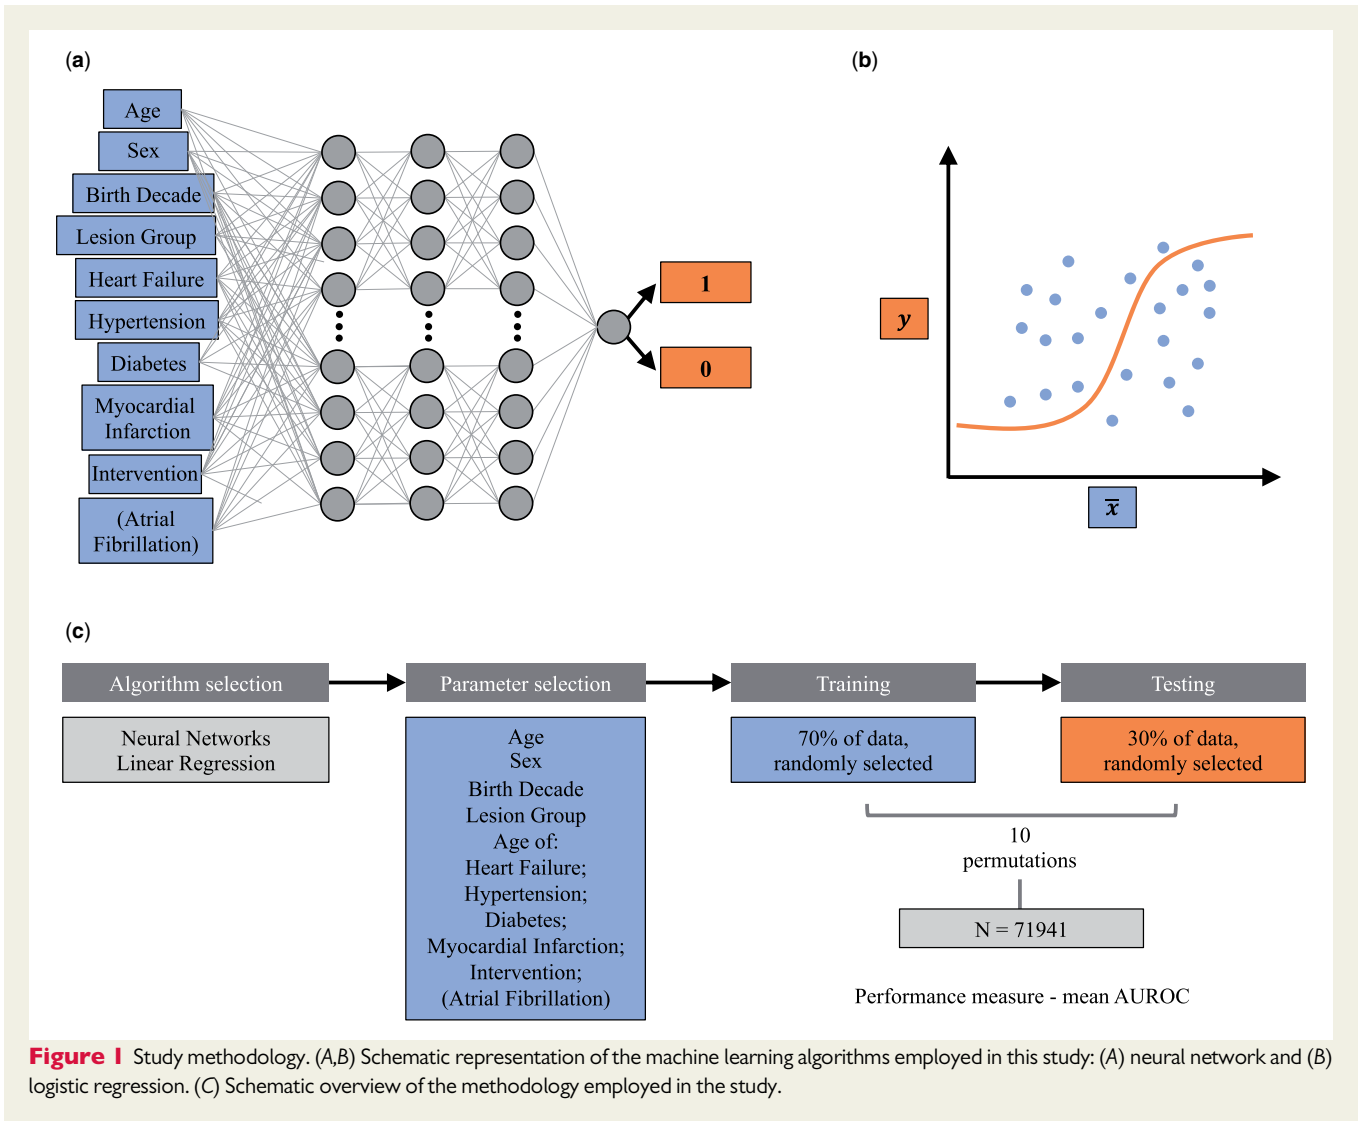 (a)
Age
Sex
Birth Decade
Lesion Group
Heart Failure
Hypertension
Diabetes
Myocardial
Infarction
Intervention
(Atrial
Fibrillation)
1
0
(b)
y
x̅
(c)
Algorithm selection
Neural Networks
Linear Regression
Parameter selection
Age
Sex
Birth Decade
Lesion Group
Age of:
Heart Failure;
Hypertension;
Diabetes;
Myocardial Infarction;
Intervention;
(Atrial Fibrillation)
Training
70% of data,
randomly selected
Testing
30% of data,
randomly selected
10
permutations
N = 71941
Performance measure - mean AUROC
Figure 1 Study methodology. (A,B) Schematic representation of the machine learning algorithms employed in this study: (A) neural network and (B)
logistic regression. (C) Schematic overview of the methodology employed in the study.